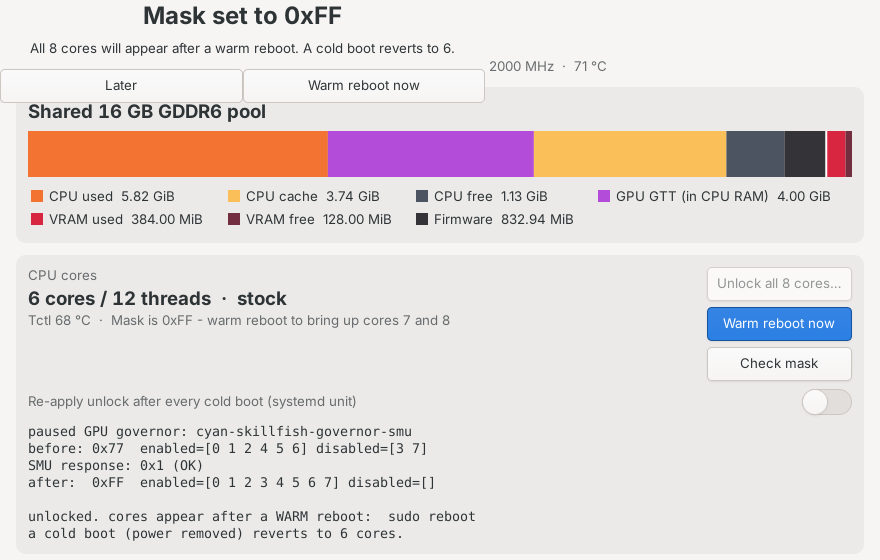 Mask set to 0xFF
All 8 cores will appear after a warm reboot. A cold boot reverts to 6.
2000 MHz · 71 °C
Later
Warm reboot now
Shared 16 GB GDDR6 pool
CPU used 5.82 GiB
CPU cache 3.74 GiB
CPU free 1.13 GiB
GPU GTT (in CPU RAM) 4.00 GiB
VRAM used 384.00 MiB
VRAM free 128.00 MiB
Firmware 832.94 MiB
CPU cores
6 cores / 12 threads · stock
Tctl 68 °C · Mask is 0xFF - warm reboot to bring up cores 7 and 8
Unlock all 8 cores...
Warm reboot now
Check mask
Re-apply unlock after every cold boot (systemd unit)
paused GPU governor: cyan-skillfish-governor-smu
before: 0x77 enabled=[0 1 2 4 5 6] disabled=[3 7]
SMU response: 0x1 (OK)
after: 0xFF enabled=[0 1 2 3 4 5 6 7] disabled=[]
unlocked. cores appear after a WARM reboot: sudo reboot
a cold boot (power removed) reverts to 6 cores.